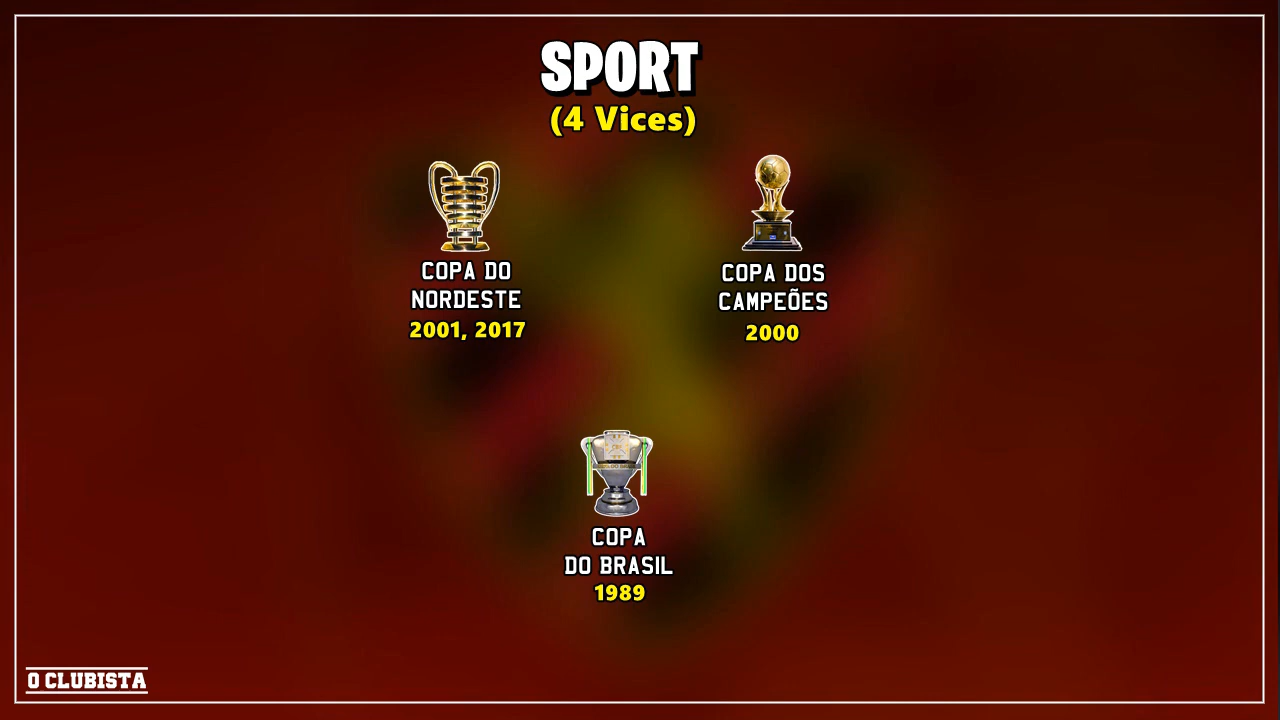 SPORT
(4 Vices)
COPA DO
NORDESTE
2001, 2017
COPA DOS
CAMPEÕES
2000
COPA
DO BRASIL
1989
O CLUBISTA